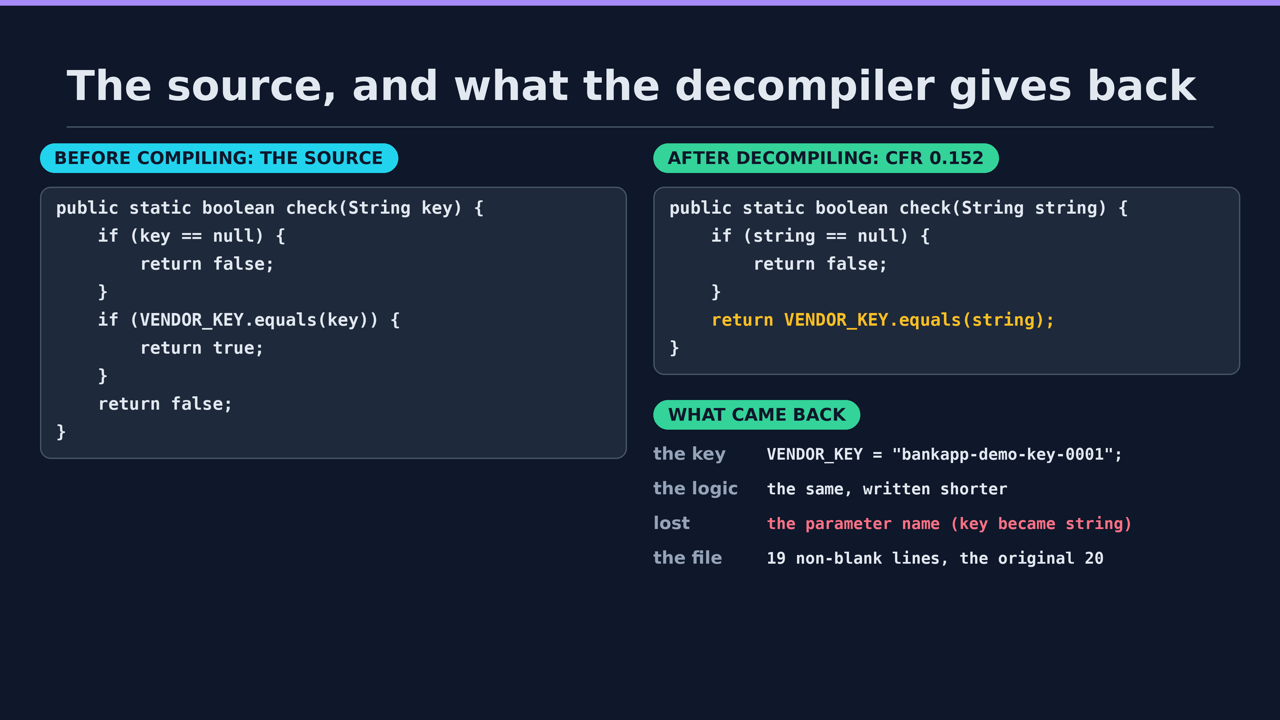 The source, and what the decompiler gives back
BEFORE COMPILING: THE SOURCE
public static boolean check(String key) {
    if (key == null) {
        return false;
    }
    if (VENDOR_KEY.equals(key)) {
        return true;
    }
    return false;
}
AFTER DECOMPILING: CFR 0.152
public static boolean check(String string) {
    if (string == null) {
        return false;
    }
    return VENDOR_KEY.equals(string);
}
WHAT CAME BACK
the key VENDOR_KEY = "bankapp-demo-key-0001";
the logic the same, written shorter
lost the parameter name (key became string)
the file 19 non-blank lines, the original 20